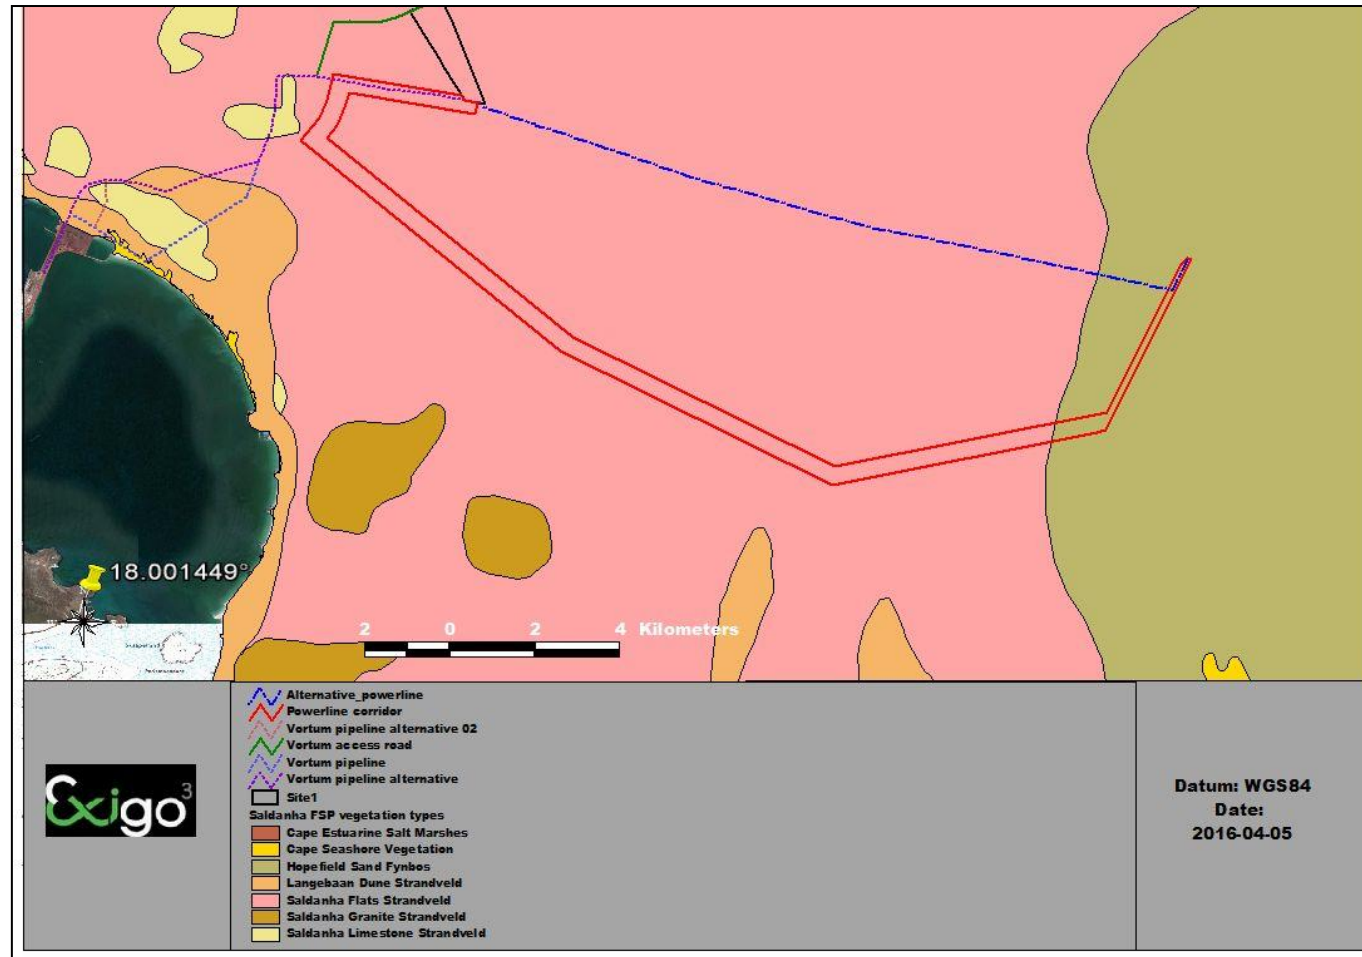 18.001449°
2 0 2 4 Kilometers
Alternative_powerline
Powerline corridor
Vortum pipeline alternative 02
Vortum access road
Vortum pipeline
Vortum pipeline alternative
Site1
Saldanha FSP vegetation types
Cape Estuarine Salt Marshes
Cape Seashore Vegetation
Hopefield Sand Fynbos
Langebaan Dune Strandveld
Saldanha Flats Strandveld
Saldanha Granite Strandveld
Saldanha Limestone Strandveld
Exigo3
Datum: WGS84
Date:
2016-04-05